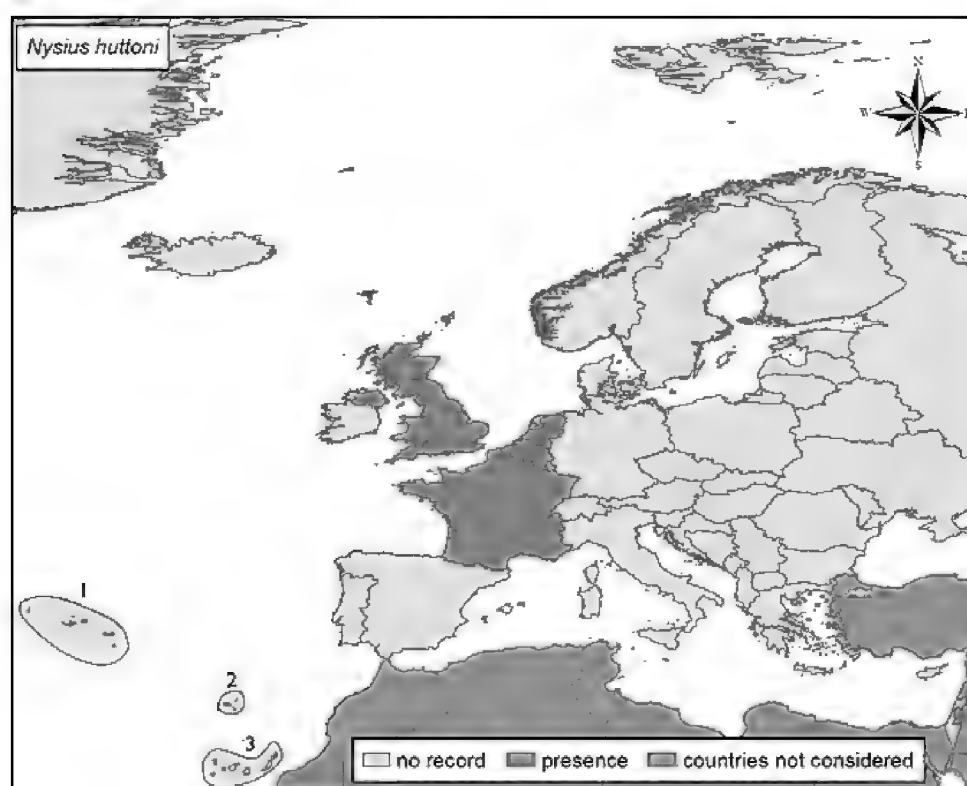 Nysius huttoni
N
W
E
S
1
2
3
no record presence countries not considered